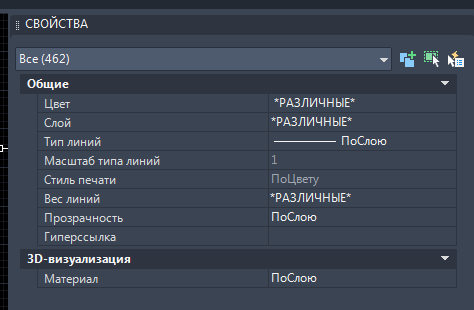 СВОЙСТВА
Все (462)
Общие
Цвет *РАЗЛИЧНЫЕ*
Слой *РАЗЛИЧНЫЕ*
Тип линий ПоСлою
Масштаб типа линий 1
Стиль печати ПоЦвету
Вес линий *РАЗЛИЧНЫЕ*
Прозрачность ПоСлою
Гиперссылка
3D-визуализация
Материал ПоСлою